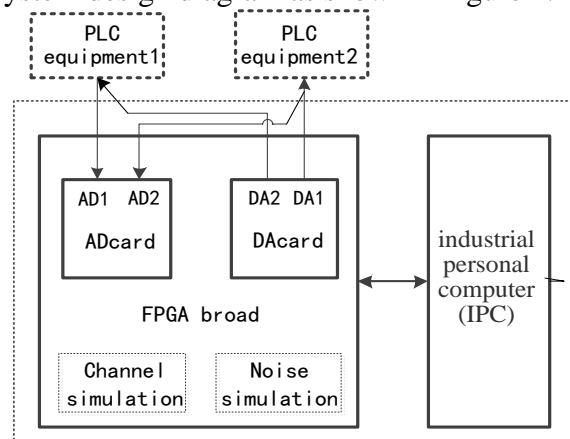 PLC
equipment1
PLC
equipment2
AD1 AD2
ADcard
DA2 DA1
DAcard
FPGA broad
Channel
simulation
Noise
simulation
industrial
personal
computer
(IPC)